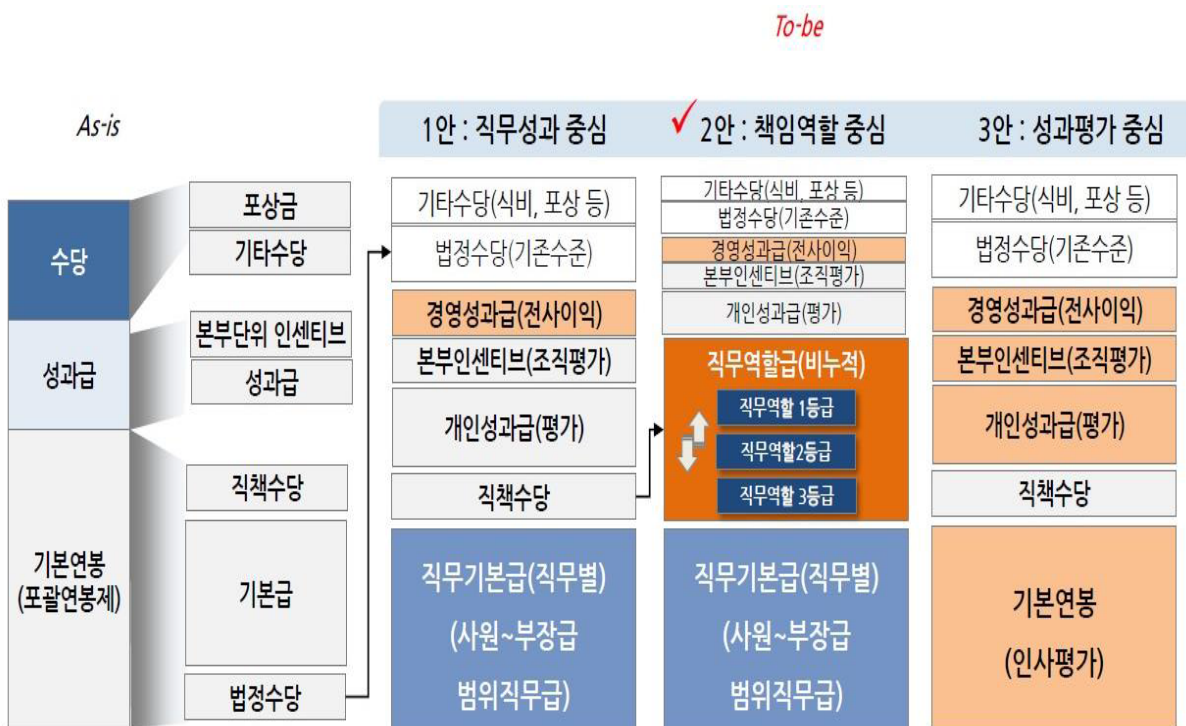 To-be
As-is
1안 : 직무성과 중심
2안 : 책임역할 중심
3안 : 성과평가 중심
수당
포상금
기타수당
성과급
본부단위 인센티브
성과급
기본연봉
(포괄연봉제)
직책수당
기본급
법정수당
기타수당(식비, 포상 등)
법정수당(기존수준)
경영성과급(전사이익)
본부인센티브(조직평가)
개인성과급(평가)
직책수당
직무기본급(직무별)
(사원~부장급
범위직무급)
기타수당(식비, 포상 등)
법정수당(기존수준)
경영성과급(전사이익)
본부인센티브(조직평가)
개인성과급(평가)
직무역할급(비누적)
직무역할 1등급
직무역할2등급
직무역할 3등급
직무기본급(직무별)
(사원~부장급
범위직무급)
기타수당(식비, 포상 등)
법정수당(기존수준)
경영성과급(전사이익)
본부인센티브(조직평가)
개인성과급(평가)
직책수당
기본연봉
(인사평가)